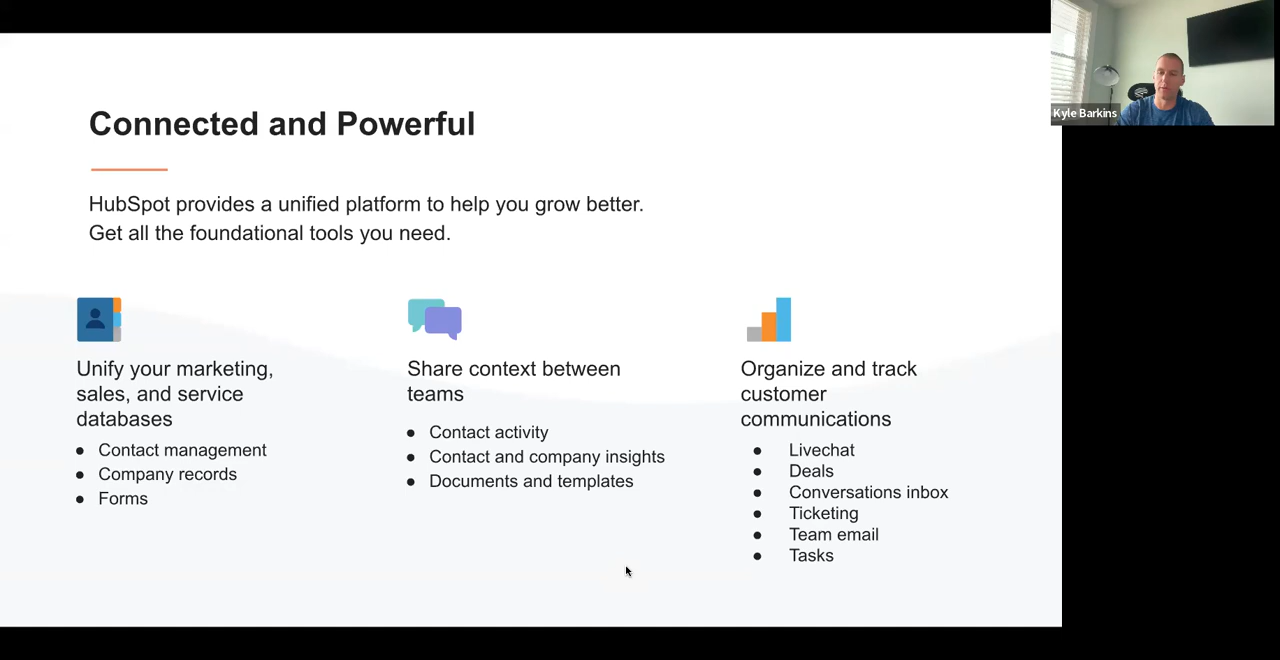 Connected and Powerful
HubSpot provides a unified platform to help you grow better.
Get all the foundational tools you need.
Unify your marketing,
sales, and service
databases
● Contact management
● Company records
● Forms
Share context between
teams
● Contact activity
● Contact and company insights
● Documents and templates
Organize and track
customer
communications
● Livechat
● Deals
● Conversations inbox
● Ticketing
● Team email
● Tasks
Kyle Barkins